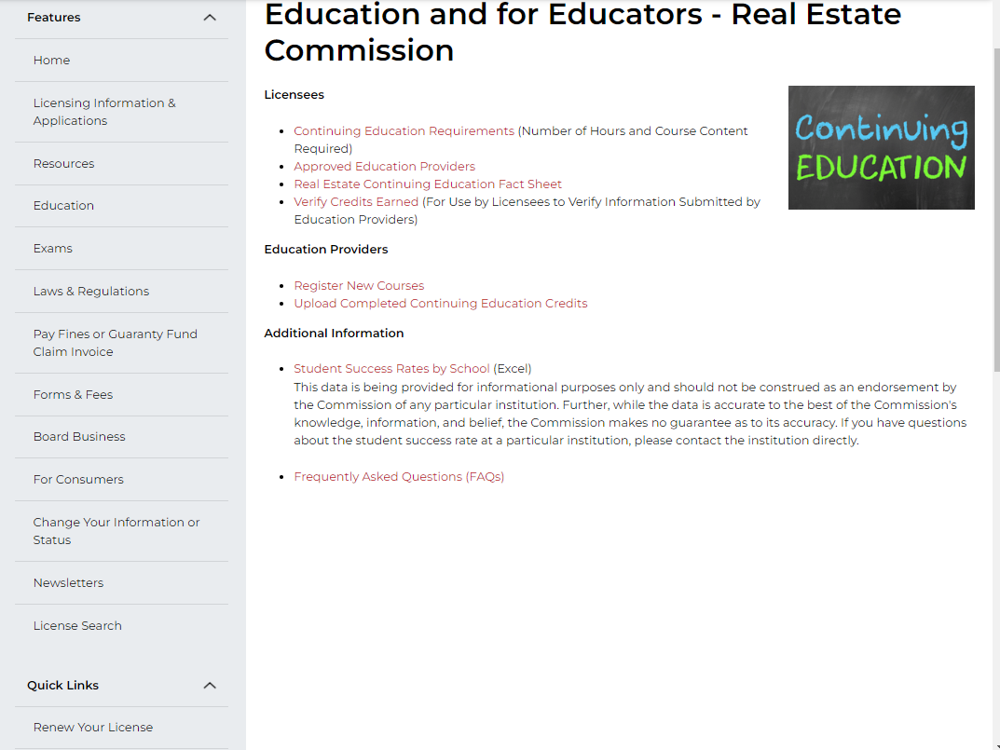 Features
Home
Licensing Information &
Applications
Resources
Education
Exams
Laws & Regulations
Pay Fines or Guaranty Fund
Claim Invoice
Forms & Fees
Board Business
For Consumers
Change Your Information or
Status
Newsletters
License Search
Quick Links
Renew Your License
Education and for Educators - Real Estate
Commission
Licensees
Continuing Education Requirements (Number of Hours and Course Content
Required)
Approved Education Providers
Real Estate Continuing Education Fact Sheet
Verify Credits Earned (For Use by Licensees to Verify Information Submitted by
Education Providers)
Continuing
EDUCATION
Education Providers
Register New Courses
Upload Completed Continuing Education Credits
Additional Information
Student Success Rates by School (Excel)
This data is being provided for informational purposes only and should not be construed as an endorsement by
the Commission of any particular institution. Further, while the data is accurate to the best of the Commission's
knowledge, information, and belief, the Commission makes no guarantee as to its accuracy. If you have questions
about the student success rate at a particular institution, please contact the institution directly.
Frequently Asked Questions (FAQs)